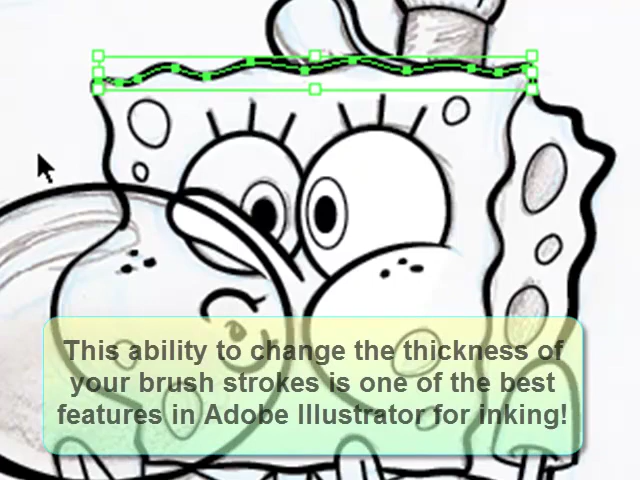 This ability to change the thickness of
your brush strokes is one of the best
features in Adobe Illustrator for inking!